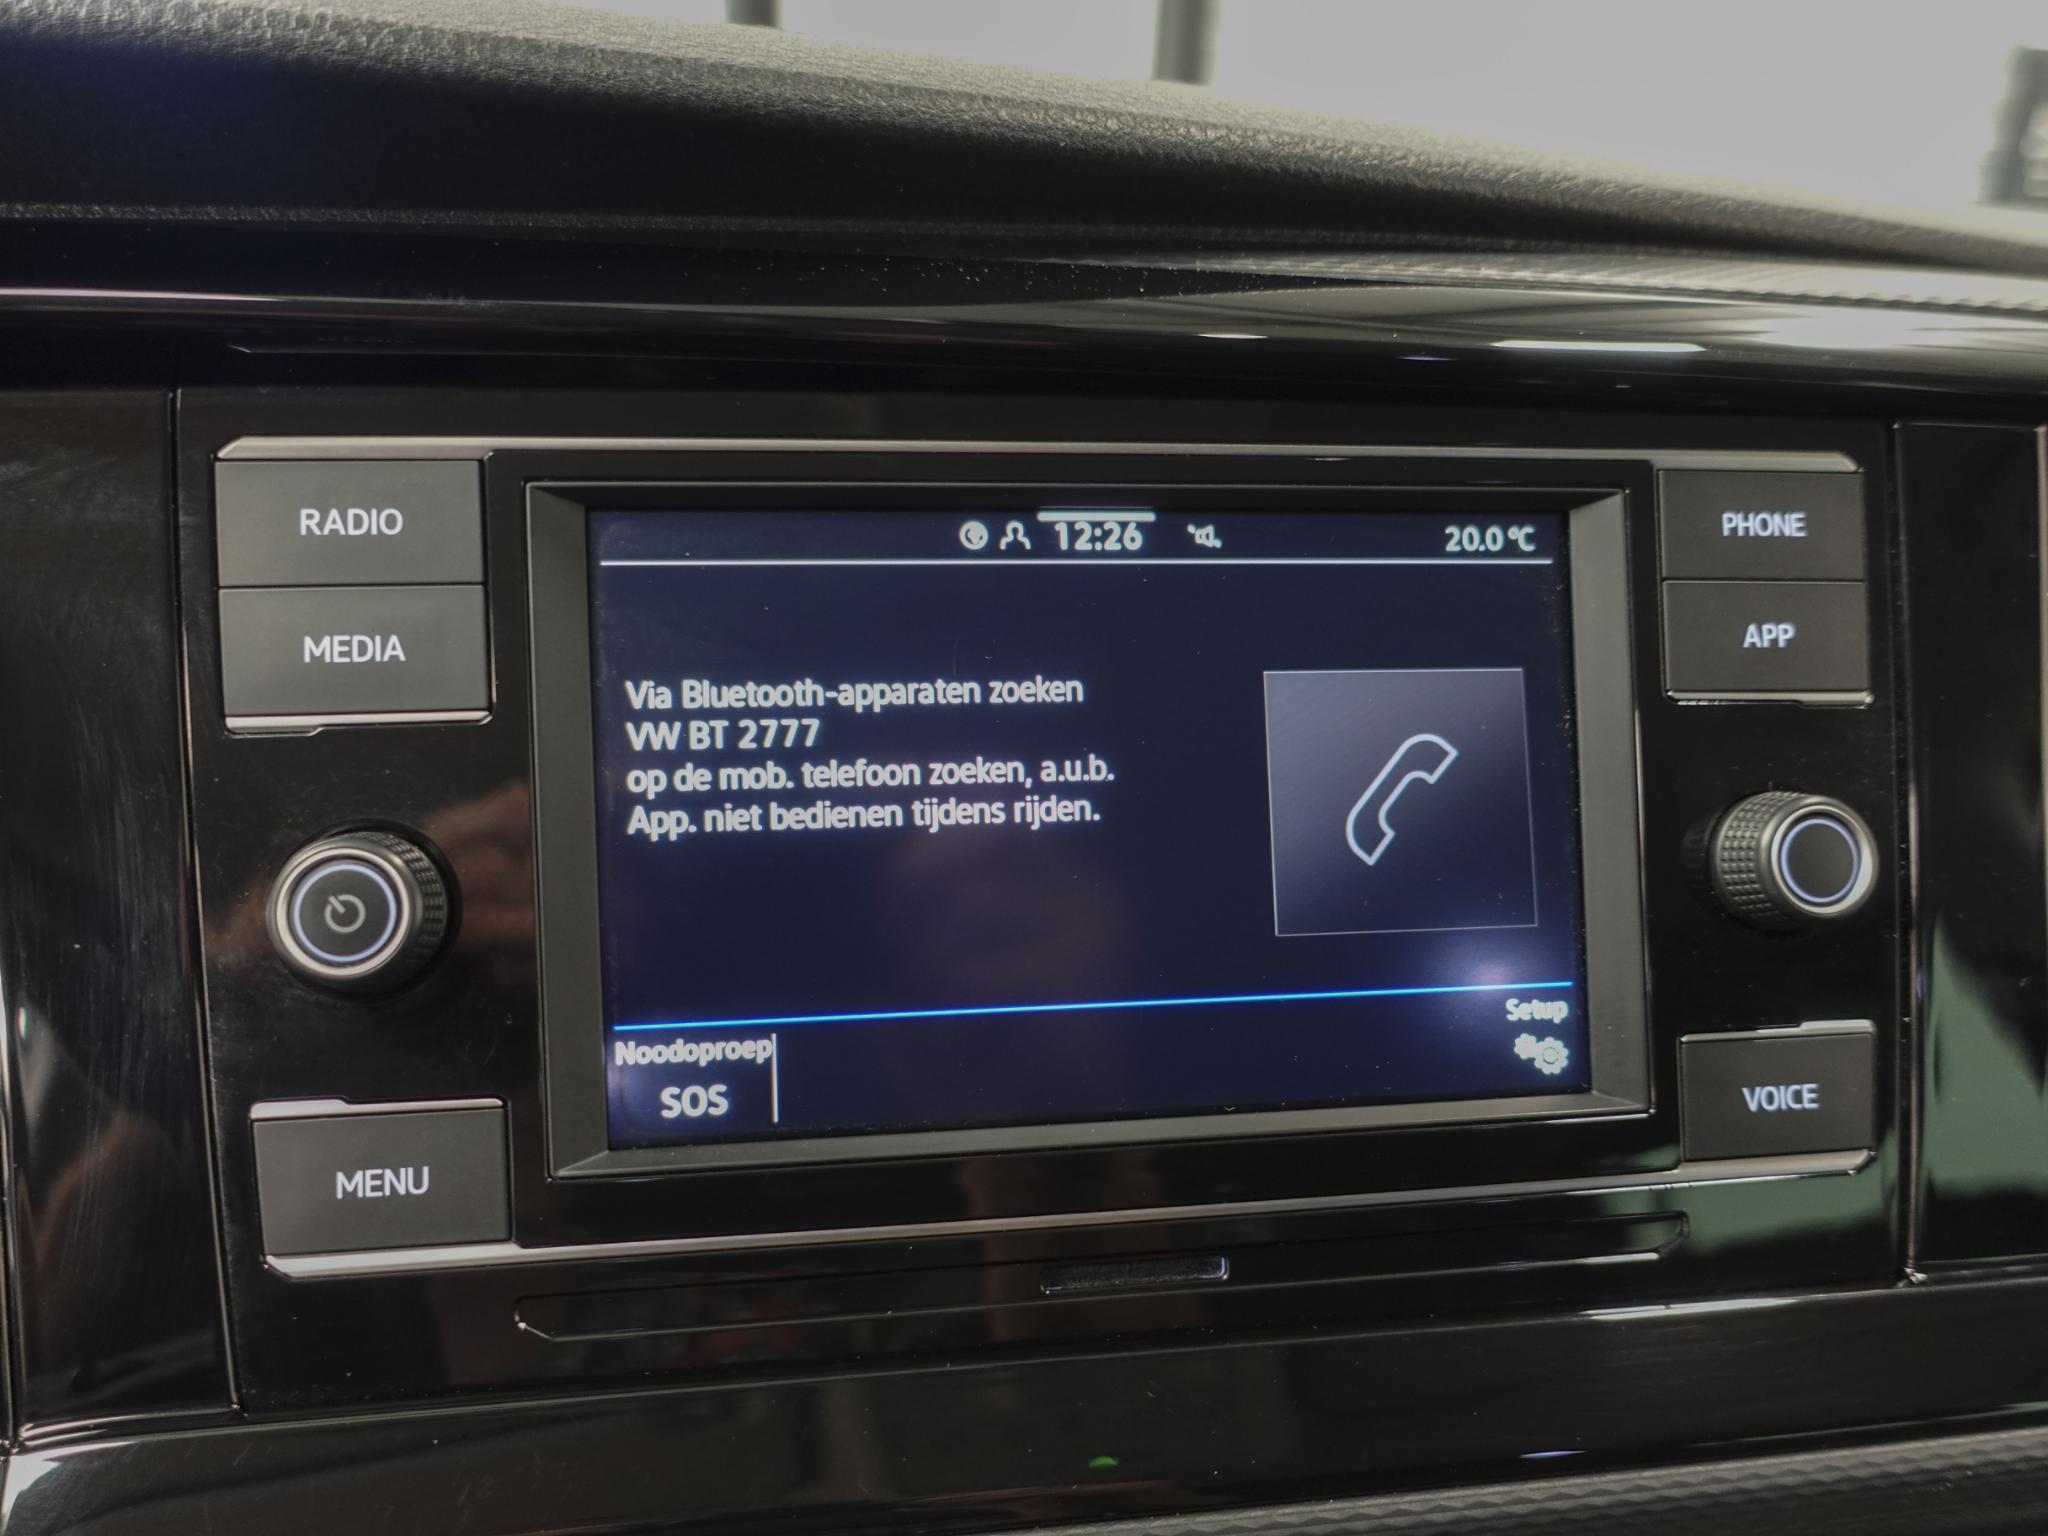 RADIO
MEDIA
MENU
12:26
20.0 °C
Via Bluetooth-apparaten zoeken
VW BT 2777
op de mob. telefoon zoeken, a.u.b.
App. niet bedienen tijdens rijden.
Setup
Noodoproep
SOS
PHONE
APP
VOICE